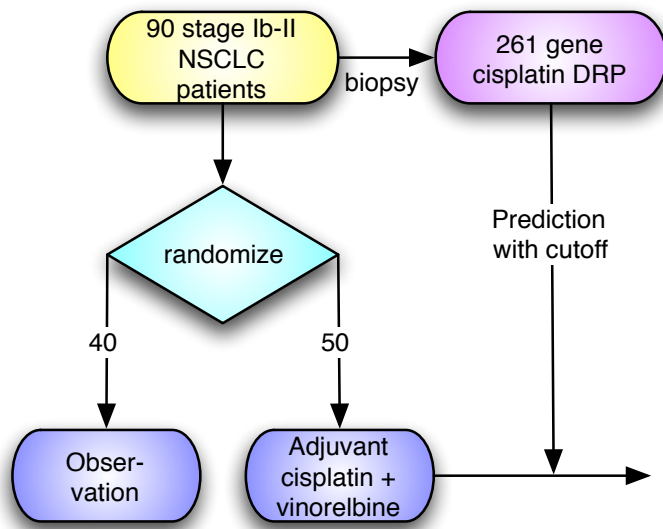 90 stage Ib-II
NSCLC
patients
biopsy
261 gene
cisplatin DRP
randomize
Prediction
with cutoff
40
50
Obser-
vation
Adjuvant
cisplatin +
vinorelbine